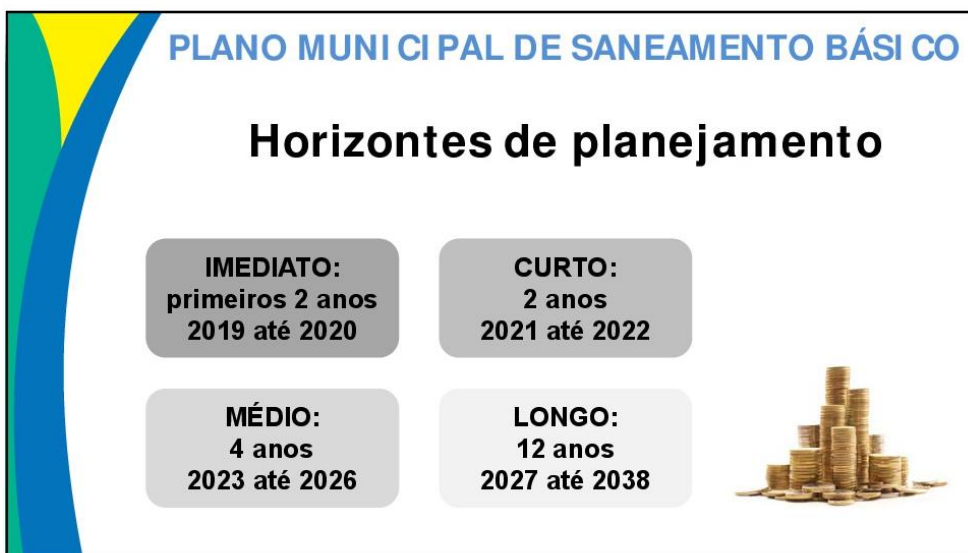 PLANO MUNICIPAL DE SANEAMENTO BÁSICO
Horizontes de planejamento
IMEDIATO:
primeiros 2 anos
2019 até 2020
CURTO:
2 anos
2021 até 2022
MÉDIO:
4 anos
2023 até 2026
LONGO:
12 anos
2027 até 2038